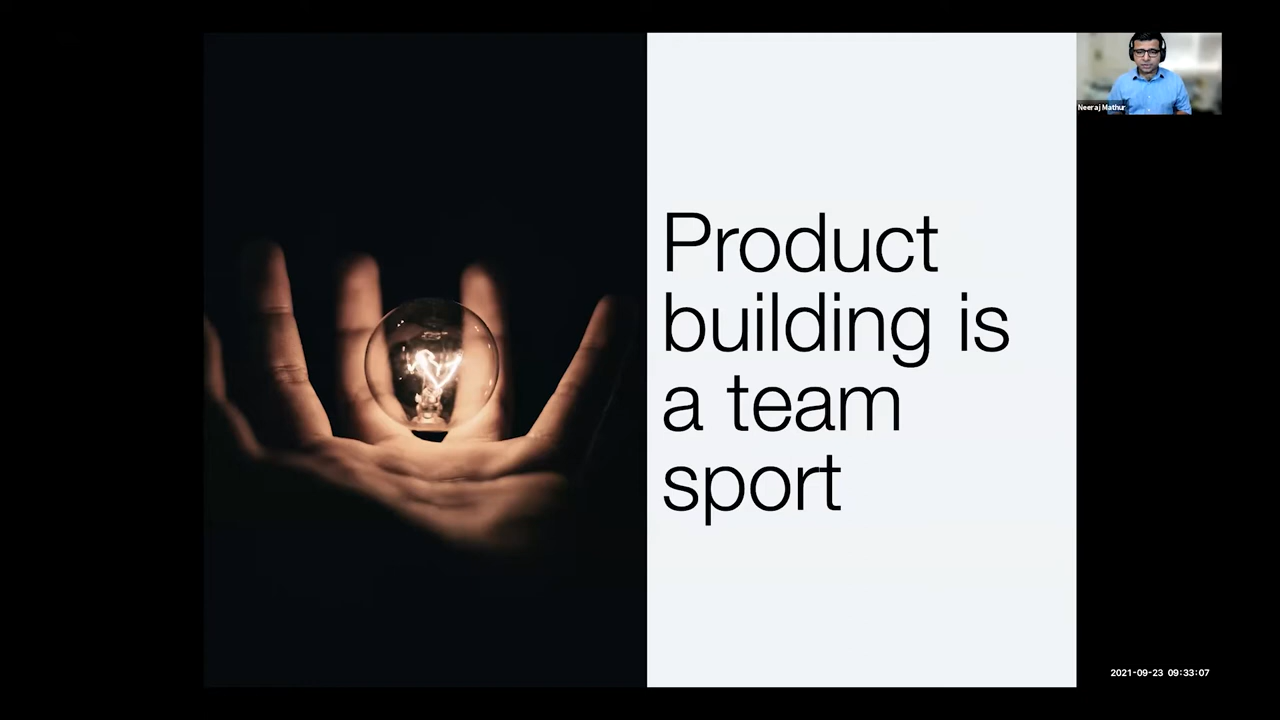 Neeraj Mathur
Product
building is
a team
sport
2021-09-23 09:33:07